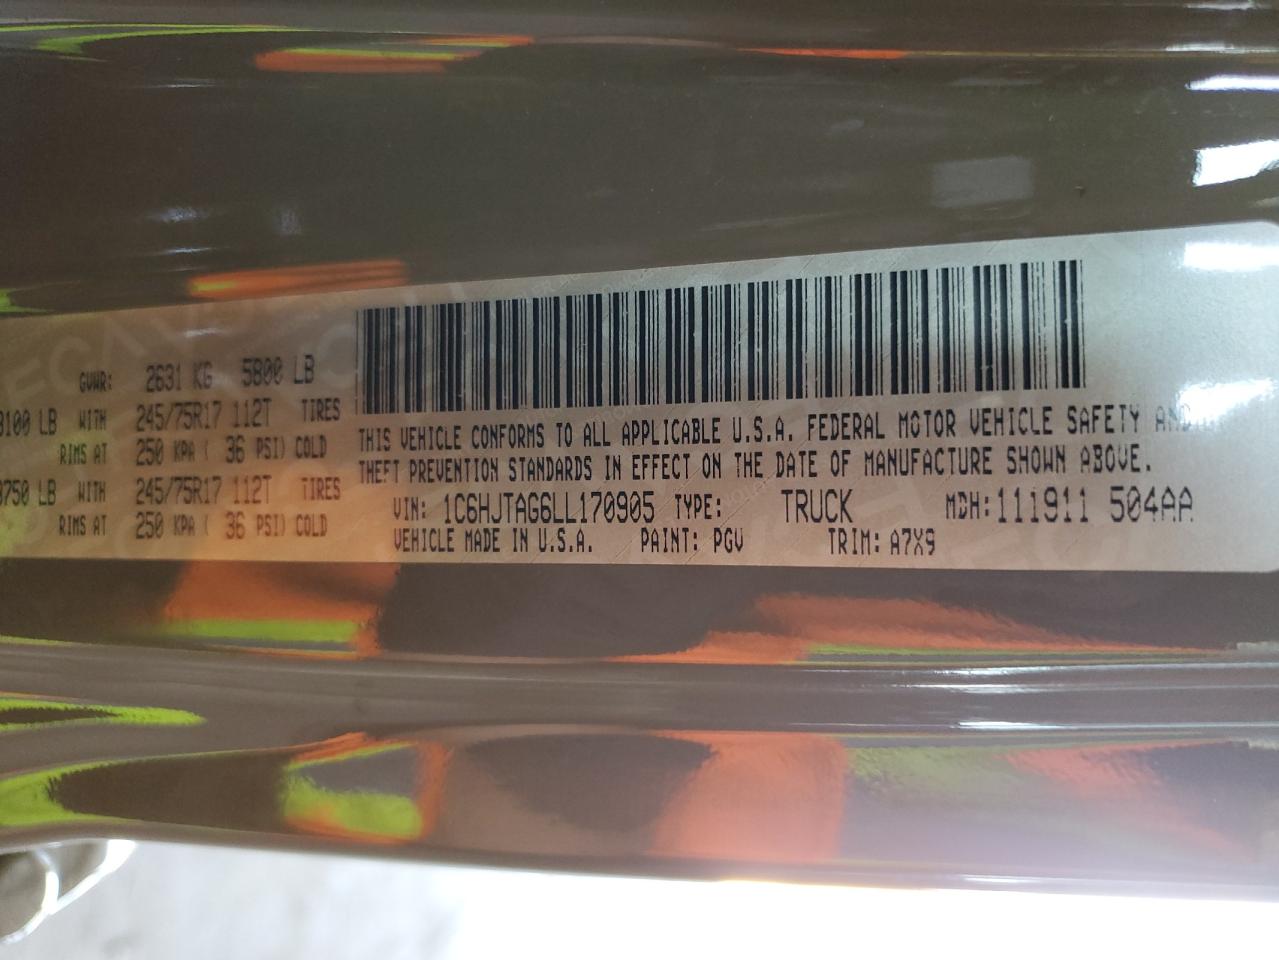 GVWR: 2631 KG 5800 LB
3100 LB WITH 245/75R17 112T TIRES
RIMS AT 250 KPA ( 36 PSI) COLD
3750 LB WITH 245/75R17 112T TIRES
RIMS AT 250 KPA ( 36 PSI) COLD
THIS VEHICLE CONFORMS TO ALL APPLICABLE U.S.A. FEDERAL MOTOR VEHICLE SAFETY AND
THEFT PREVENTION STANDARDS IN EFFECT ON THE DATE OF MANUFACTURE SHOWN ABOVE.
VIN: 1C6HJTAG6LL170905 TYPE: TRUCK MDH: 111911 504AA
VEHICLE MADE IN U.S.A. PAINT: PGV TRIM: A7X9